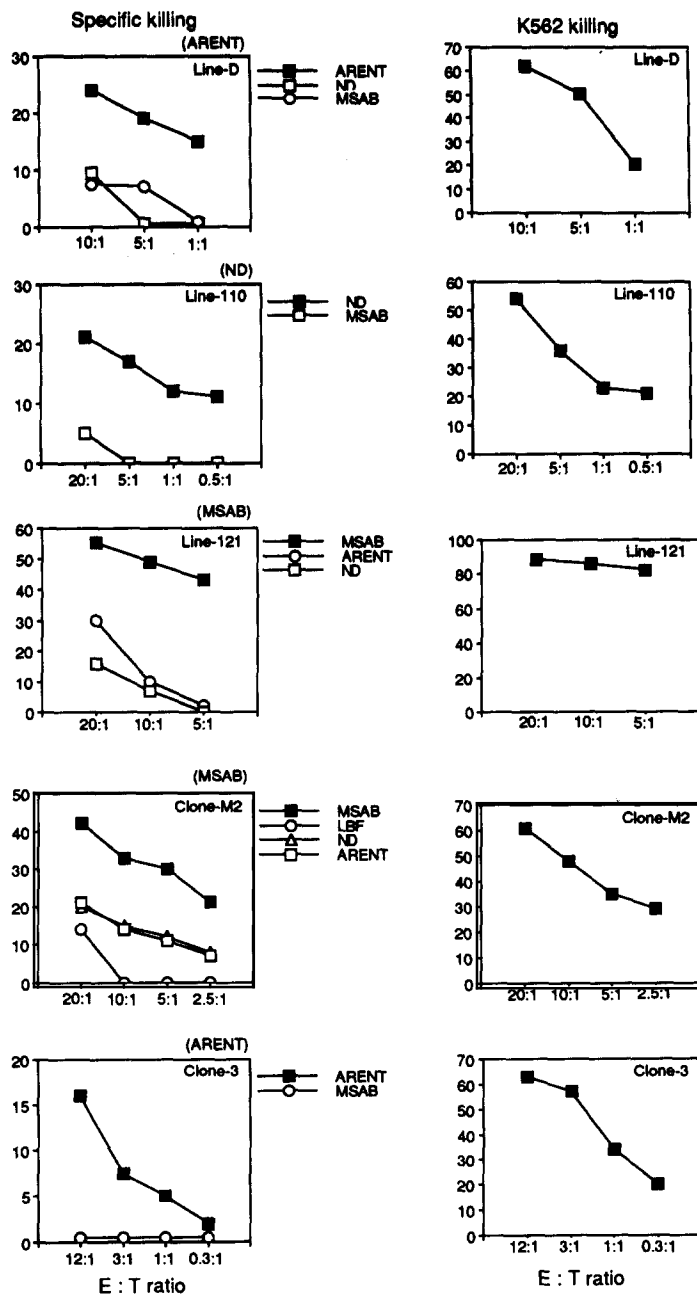 Specific killing
K562 killing
(ARENT)
Line-D
30
20
10
0
10:1 5:1 1:1
ARENT
ND
MSAB
Line-D
70
60
50
40
30
20
10
0
10:1 5:1 1:1
(ND)
Line-110
30
20
10
0
20:1 5:1 1:1 0.5:1
ND
MSAB
Line-110
60
50
40
30
20
10
0
20:1 5:1 1:1 0.5:1
(MSAB)
Line-121
60
50
40
30
20
10
0
20:1 10:1 5:1
MSAB
ARENT
ND
Line-121
100
80
60
40
20
0
20:1 10:1 5:1
(MSAB)
Clone-M2
50
40
30
20
10
0
20:1 10:1 5:1 2.5:1
MSAB
LBF
ND
ARENT
Clone-M2
70
60
50
40
30
20
10
0
20:1 10:1 5:1 2.5:1
(ARENT)
Clone-3
20
15
10
5
0
12:1 3:1 1:1 0.3:1
E : T ratio
ARENT
MSAB
Clone-3
70
60
50
40
30
20
10
0
12:1 3:1 1:1 0.3:1
E : T ratio